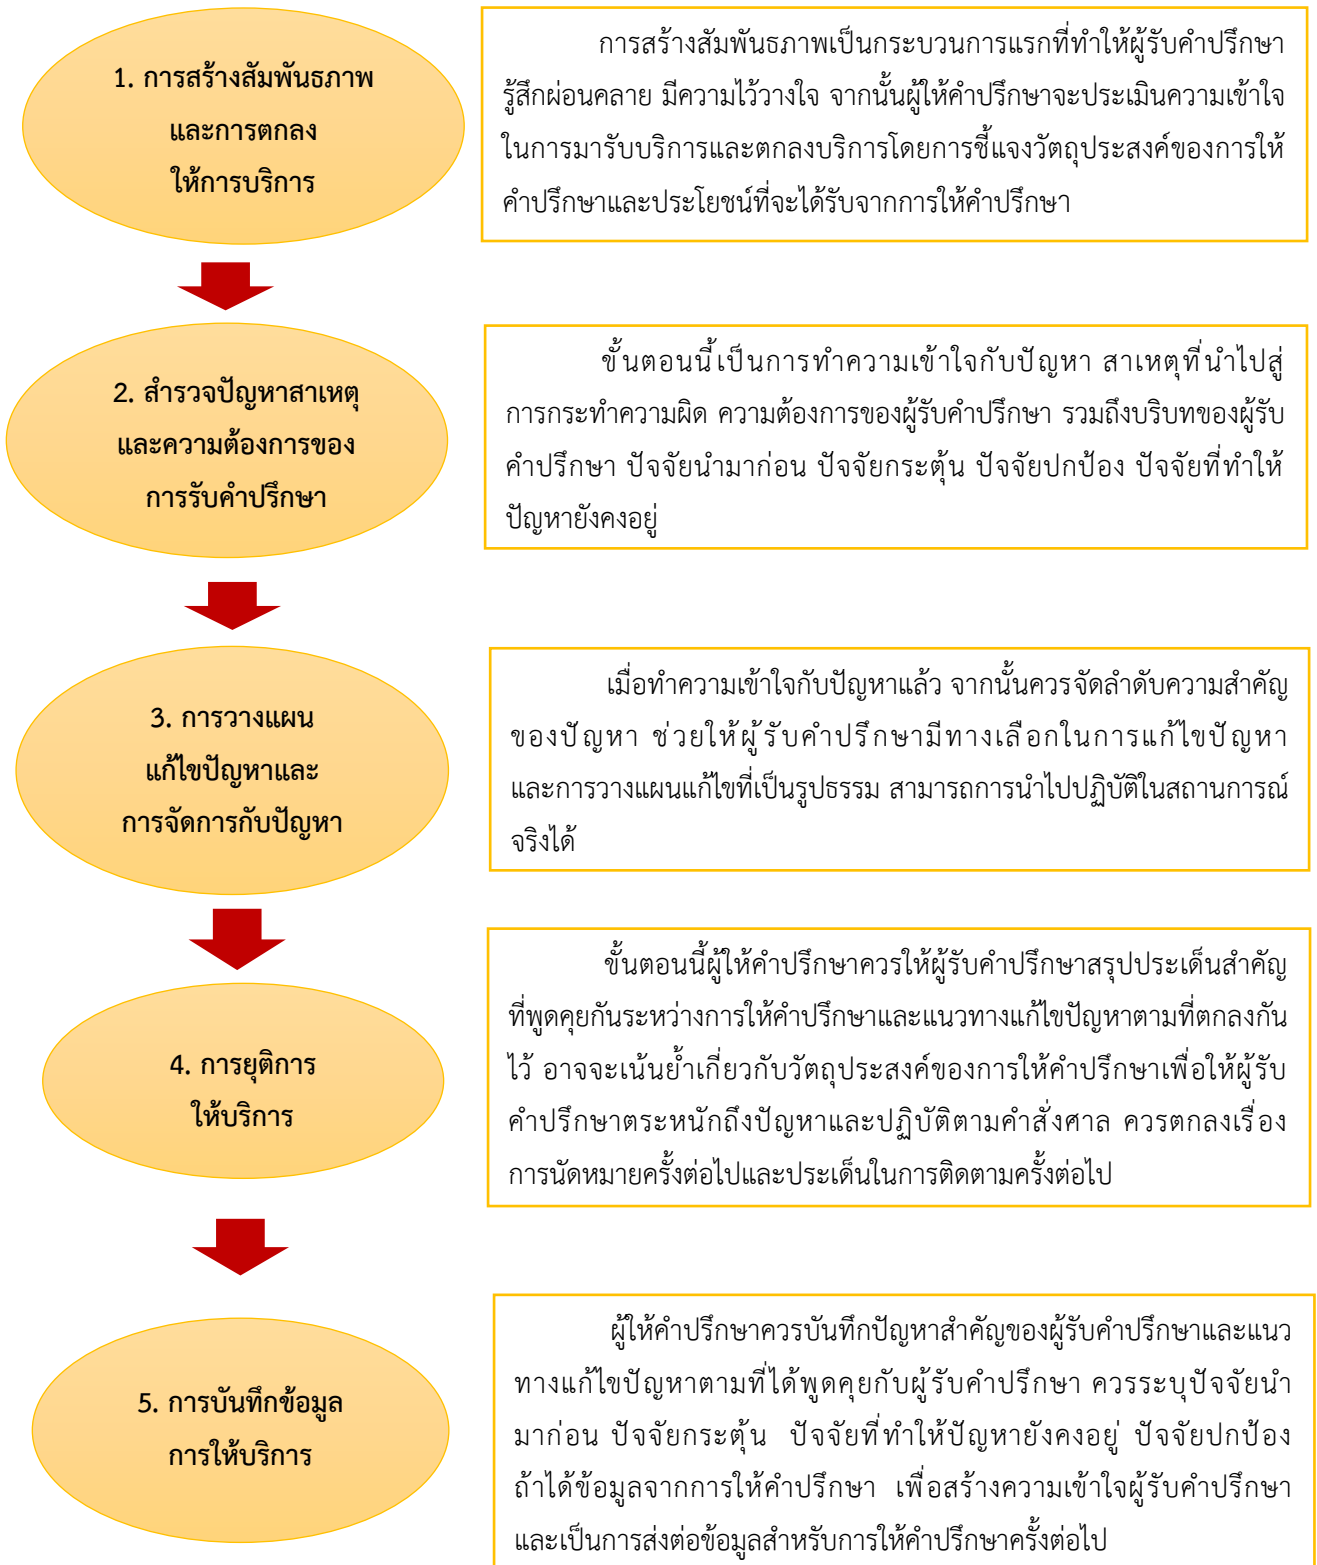 1. การสร้างสัมพันธภาพ
และการตกลง
ให้การบริการ
การสร้างสัมพันธภาพเป็นกระบวนการแรกที่ทำให้ผู้รับคำปรึกษา
รู้สึกผ่อนคลาย มีความไว้วางใจ จากนั้นผู้ให้คำปรึกษาจะประเมินความเข้าใจ
ในการมารับบริการและตกลงบริการโดยการชี้แจงวัตถุประสงค์ของการให้
คำปรึกษาและประโยชน์ที่จะได้รับจากการให้คำปรึกษา
2. สำรวจปัญหาสาเหตุ
และความต้องการของ
การรับคำปรึกษา
ขั้นตอนนี้เป็นการทำความเข้าใจกับปัญหา สาเหตุที่นำไปสู่
การกระทำความผิด ความต้องการของผู้รับคำปรึกษา รวมถึงบริบทของผู้รับ
คำปรึกษา ปัจจัยนำมาก่อน ปัจจัยกระตุ้น ปัจจัยปกป้อง ปัจจัยที่ทำให้
ปัญหายังคงอยู่
3. การวางแผน
แก้ไขปัญหาและ
การจัดการกับปัญหา
เมื่อทำความเข้าใจกับปัญหาแล้ว จากนั้นควรจัดลำดับความสำคัญ
ของปัญหา ช่วยให้ผู้รับคำปรึกษามีทางเลือกในการแก้ไขปัญหา
และการวางแผนแก้ไขที่เป็นรูปธรรม สามารถการนำไปปฏิบัติในสถานการณ์
จริงได้
4. การยุติการ
ให้บริการ
ขั้นตอนนี้ผู้ให้คำปรึกษาควรให้ผู้รับคำปรึกษาสรุปประเด็นสำคัญ
ที่พูดคุยกันระหว่างการให้คำปรึกษาและแนวทางแก้ไขปัญหาตามที่ตกลงกัน
ไว้ อาจจะเน้นย้ำเกี่ยวกับวัตถุประสงค์ของการให้คำปรึกษาเพื่อให้ผู้รับ
คำปรึกษาตระหนักถึงปัญหาและปฏิบัติตามคำสั่งศาล ควรตกลงเรื่อง
การนัดหมายครั้งต่อไปและประเด็นในการติดตามครั้งต่อไป
5. การบันทึกข้อมูล
การให้บริการ
ผู้ให้คำปรึกษาควรบันทึกปัญหาสำคัญของผู้รับคำปรึกษาและแนว
ทางแก้ไขปัญหาตามที่ได้พูดคุยกับผู้รับคำปรึกษา ควรระบุปัจจัยนำ
มาก่อน ปัจจัยกระตุ้น ปัจจัยที่ทำให้ปัญหายังคงอยู่ ปัจจัยปกป้อง
ถ้าได้ข้อมูลจากการให้คำปรึกษา เพื่อสร้างความเข้าใจผู้รับคำปรึกษา
และเป็นการส่งต่อข้อมูลสำหรับการให้คำปรึกษาครั้งต่อไป